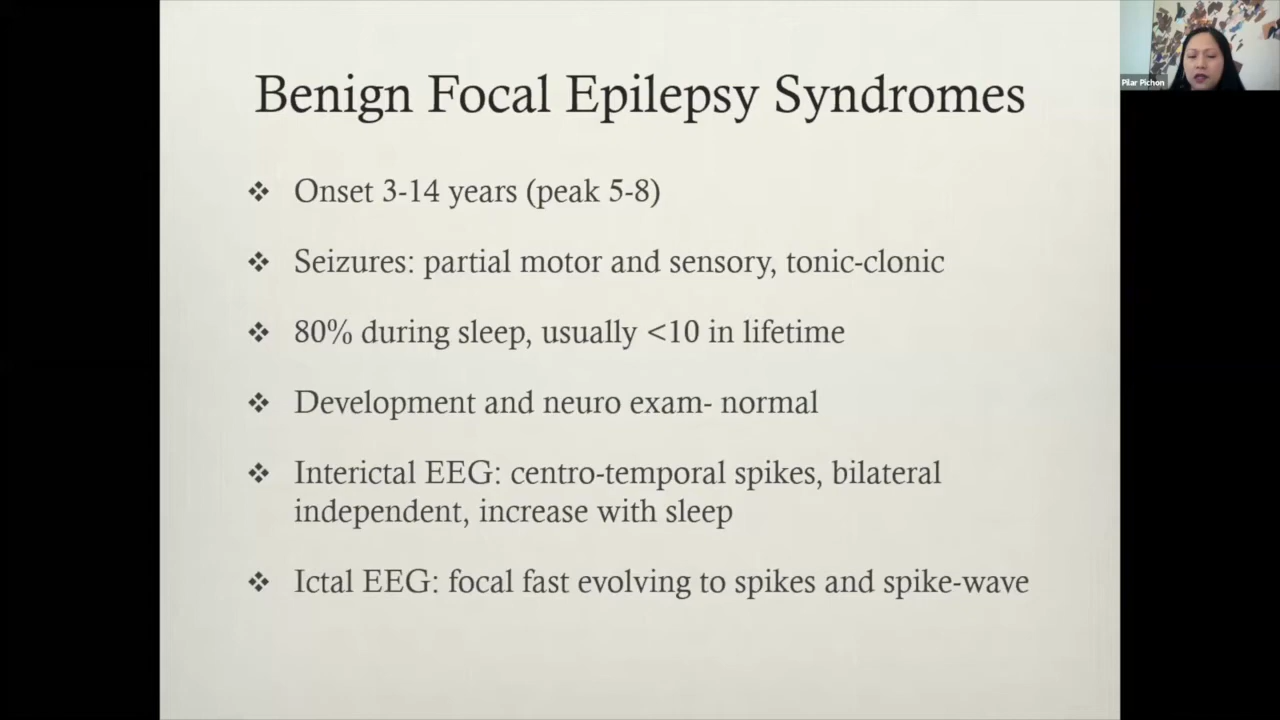 Pilar Pichon
Benign Focal Epilepsy Syndromes
Onset 3-14 years (peak 5-8)
Seizures: partial motor and sensory, tonic-clonic
80% during sleep, usually <10 in lifetime
Development and neuro exam- normal
Interictal EEG: centro-temporal spikes, bilateral
independent, increase with sleep
Ictal EEG: focal fast evolving to spikes and spike-wave